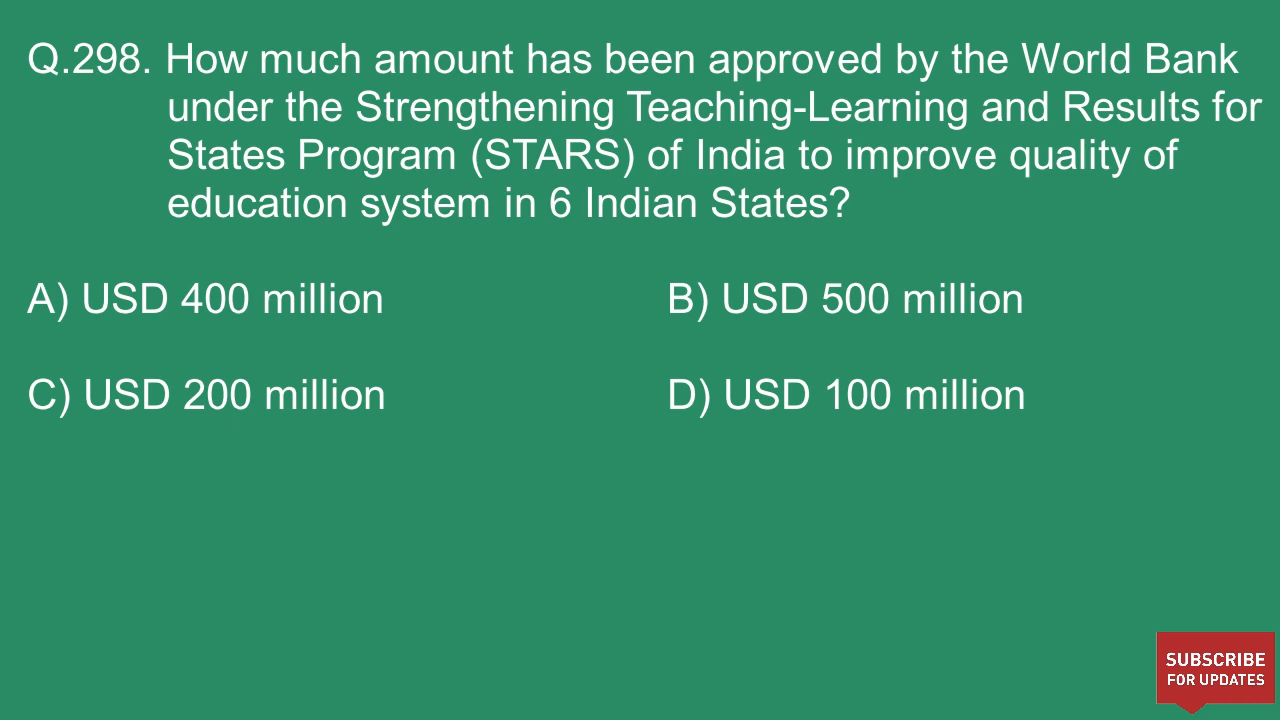 Q.298. How much amount has been approved by the World Bank
under the Strengthening Teaching-Learning and Results for
States Program (STARS) of India to improve quality of
education system in 6 Indian States?
A) USD 400 million B) USD 500 million
C) USD 200 million D) USD 100 million
SUBSCRIBE
FOR UPDATES